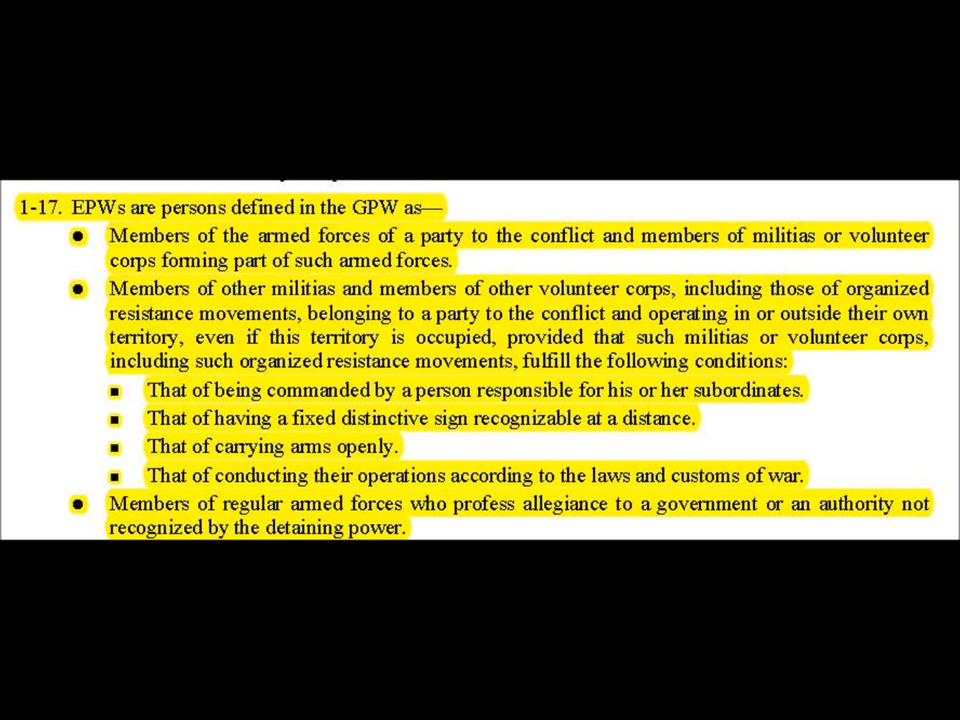 1-17. EPWs are persons defined in the GPW as—
● Members of the armed forces of a party to the conflict and members of militias or volunteer
corps forming part of such armed forces.
● Members of other militias and members of other volunteer corps, including those of organized
resistance movements, belonging to a party to the conflict and operating in or outside their own
territory, even if this territory is occupied, provided that such militias or volunteer corps,
including such organized resistance movements, fulfill the following conditions:
■ That of being commanded by a person responsible for his or her subordinates.
■ That of having a fixed distinctive sign recognizable at a distance.
■ That of carrying arms openly.
■ That of conducting their operations according to the laws and customs of war.
● Members of regular armed forces who profess allegiance to a government or an authority not
recognized by the detaining power.